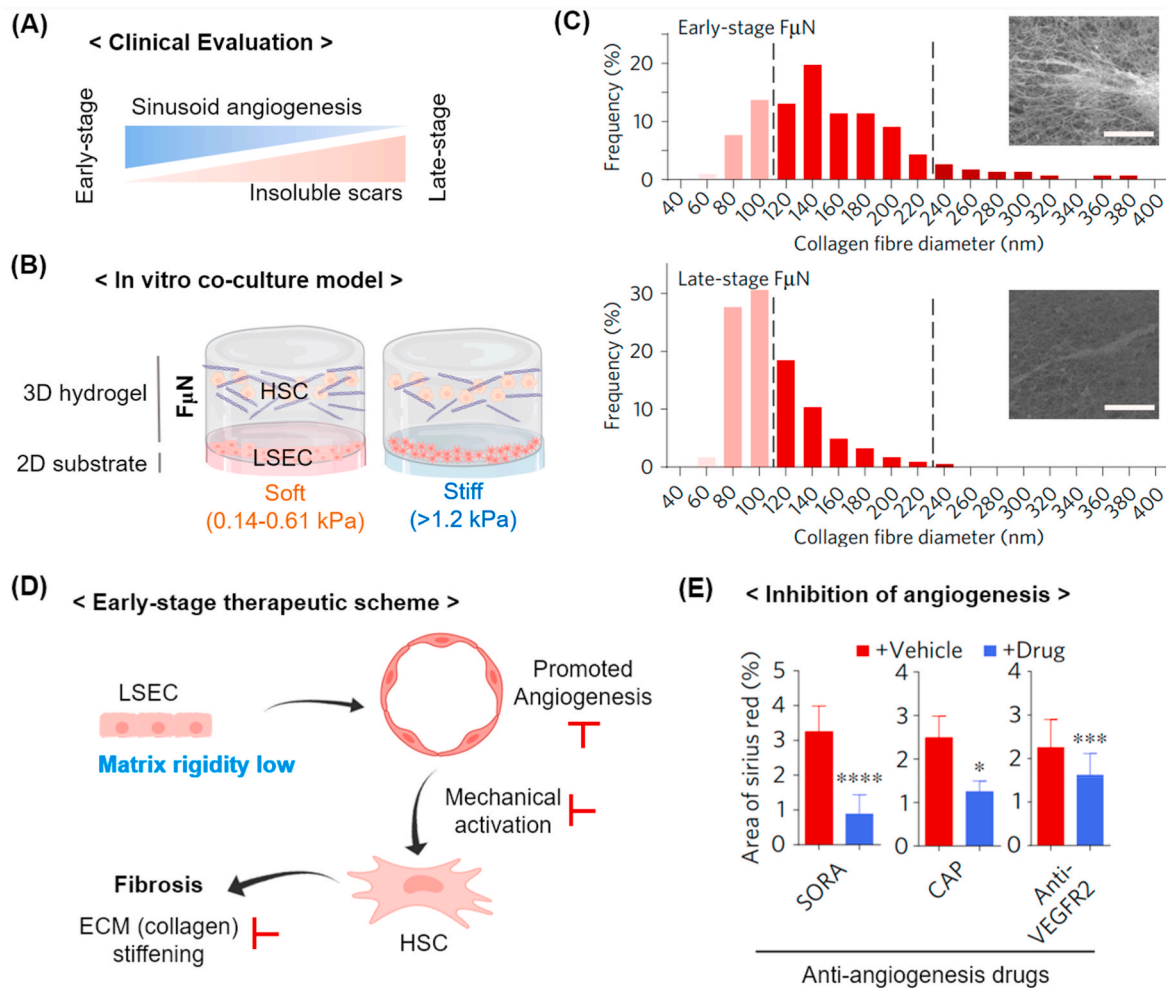 (A)
< Clinical Evaluation >
Early-stage
Sinusoid angiogenesis
Insoluble scars
Late-stage
(B)
< In vitro co-culture model >
3D hydrogel
FμN
HSC
2D substrate
LSEC
Soft
(0.14-0.61 kPa)
Stiff
(>1.2 kPa)
(C)
Early-stage FμN
Frequency (%)
20
10
0
40 60 80 100 120 140 160 180 200 220 240 260 280 300 320 340 360 380 400
Collagen fibre diameter (nm)
Late-stage FμN
Frequency (%)
30
20
10
0
40 60 80 100 120 140 160 180 200 220 240 260 280 300 320 340 360 380 400
Collagen fibre diameter (nm)
(D)
< Early-stage therapeutic scheme >
LSEC
Matrix rigidity low
Promoted
Angiogenesis
Mechanical
activation
Fibrosis
ECM (collagen)
stiffening
HSC
(E)
< Inhibition of angiogenesis >
+Vehicle +Drug
Area of sirius red (%)
5
4
3
2
1
0
****
SORA
3
2
1
0
*
CAP
4
3
2
1
0
***
Anti-
VEGFR2
Anti-angiogenesis drugs